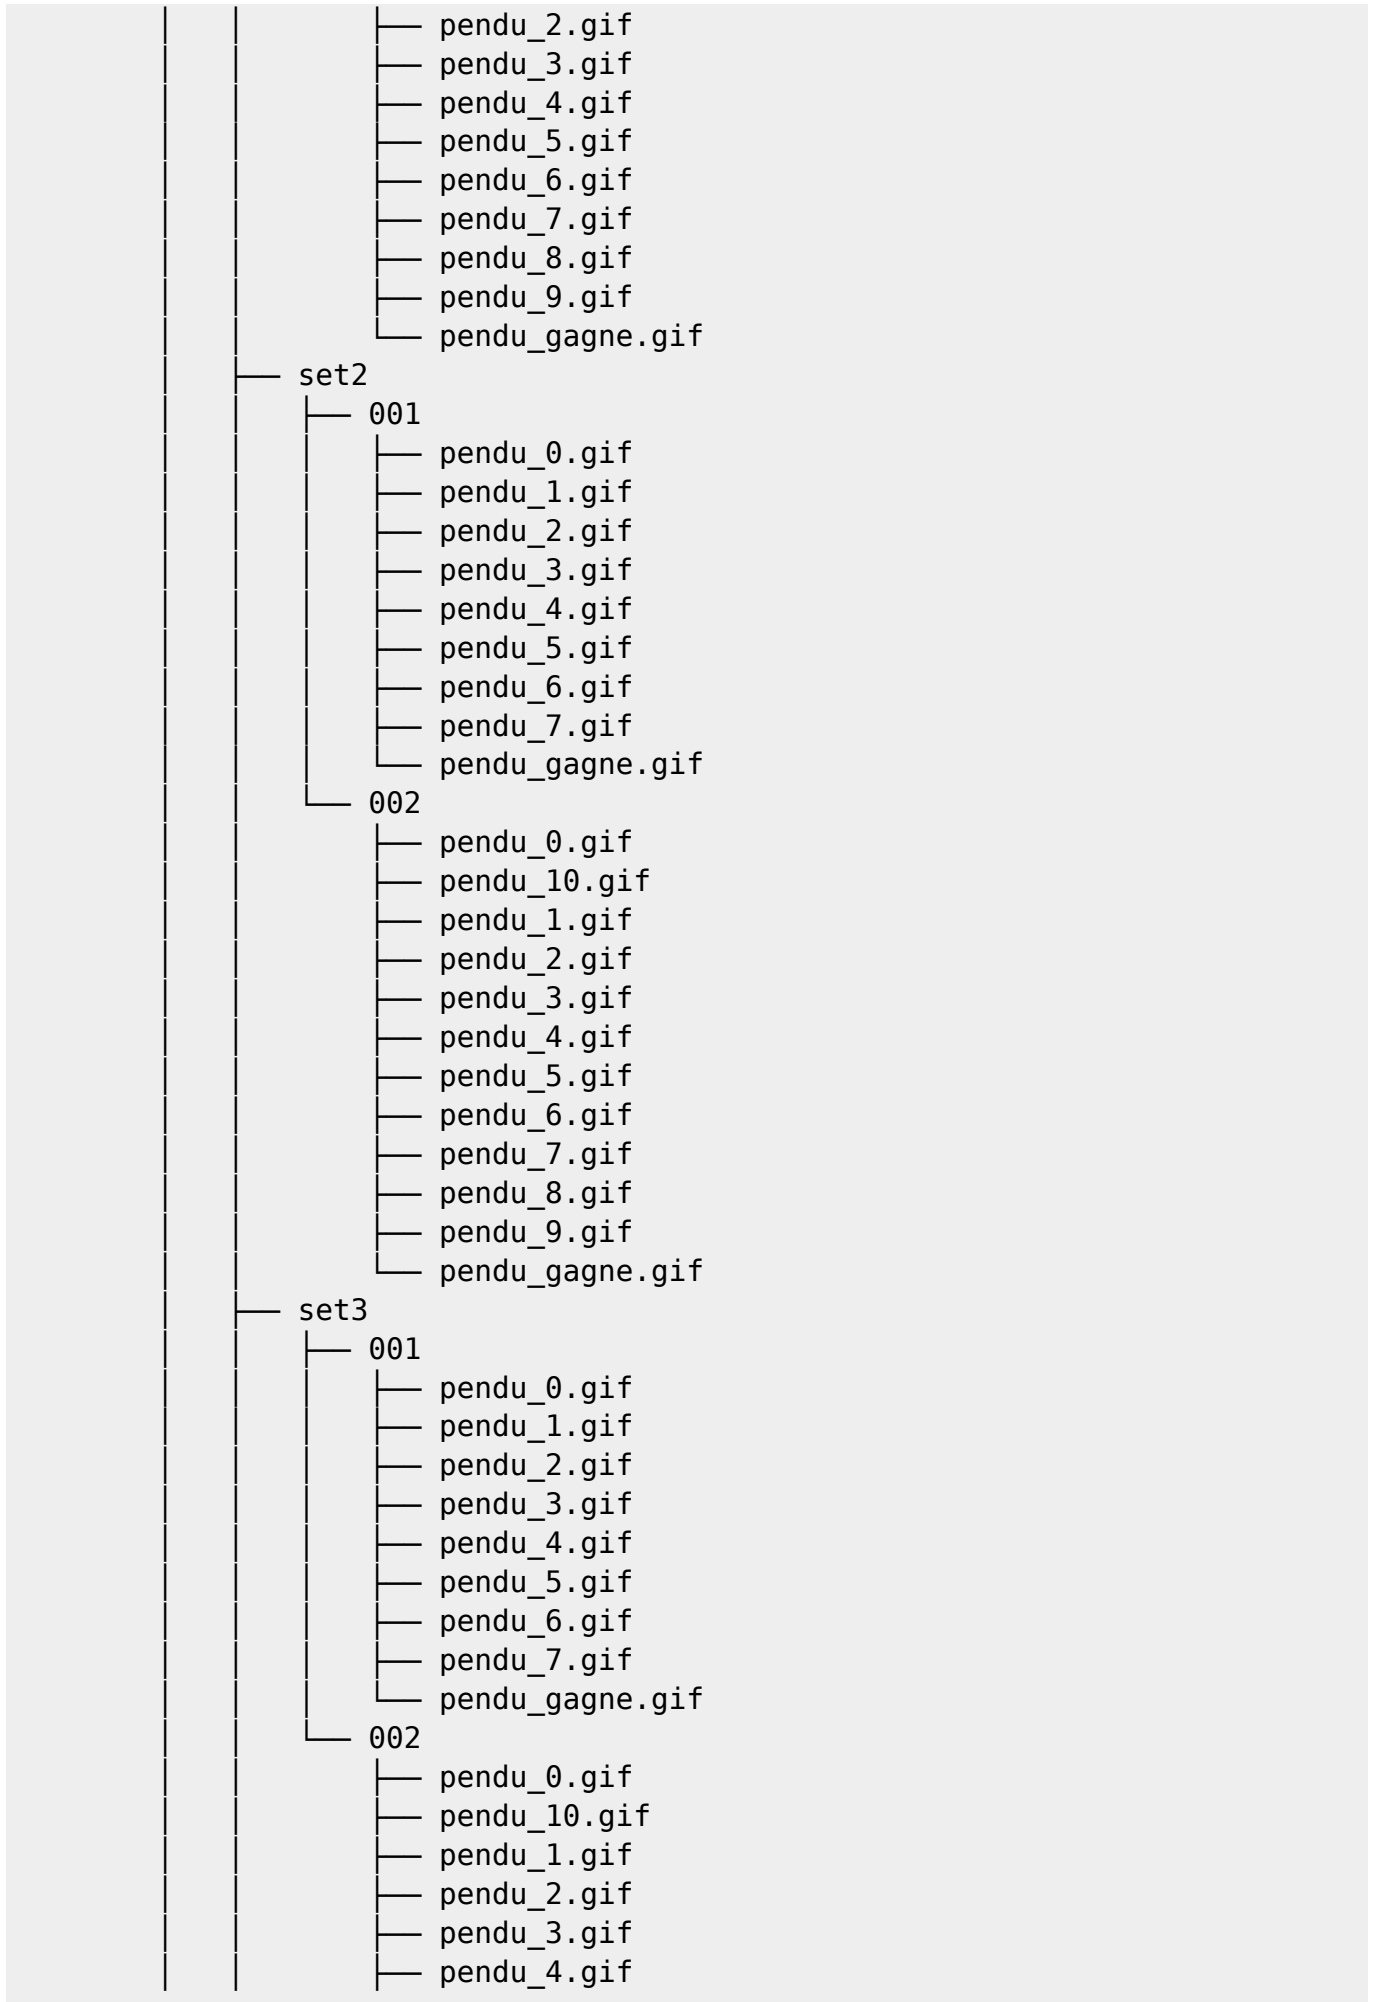 │   │       ├── pendu_2.gif
│   │       ├── pendu_3.gif
│   │       ├── pendu_4.gif
│   │       ├── pendu_5.gif
│   │       ├── pendu_6.gif
│   │       ├── pendu_7.gif
│   │       ├── pendu_8.gif
│   │       ├── pendu_9.gif
│   │       └── pendu_gagne.gif
│   ├── set2
│   │   ├── 001
│   │   │   ├── pendu_0.gif
│   │   │   ├── pendu_1.gif
│   │   │   ├── pendu_2.gif
│   │   │   ├── pendu_3.gif
│   │   │   ├── pendu_4.gif
│   │   │   ├── pendu_5.gif
│   │   │   ├── pendu_6.gif
│   │   │   ├── pendu_7.gif
│   │   │   └── pendu_gagne.gif
│   │   └── 002
│   │       ├── pendu_0.gif
│   │       ├── pendu_10.gif
│   │       ├── pendu_1.gif
│   │       ├── pendu_2.gif
│   │       ├── pendu_3.gif
│   │       ├── pendu_4.gif
│   │       ├── pendu_5.gif
│   │       ├── pendu_6.gif
│   │       ├── pendu_7.gif
│   │       ├── pendu_8.gif
│   │       ├── pendu_9.gif
│   │       └── pendu_gagne.gif
│   ├── set3
│   │   ├── 001
│   │   │   ├── pendu_0.gif
│   │   │   ├── pendu_1.gif
│   │   │   ├── pendu_2.gif
│   │   │   ├── pendu_3.gif
│   │   │   ├── pendu_4.gif
│   │   │   ├── pendu_5.gif
│   │   │   ├── pendu_6.gif
│   │   │   ├── pendu_7.gif
│   │   │   └── pendu_gagne.gif
│   │   └── 002
│   │       ├── pendu_0.gif
│   │       ├── pendu_10.gif
│   │       ├── pendu_1.gif
│   │       ├── pendu_2.gif
│   │       ├── pendu_3.gif
│   │       ├── pendu_4.gif